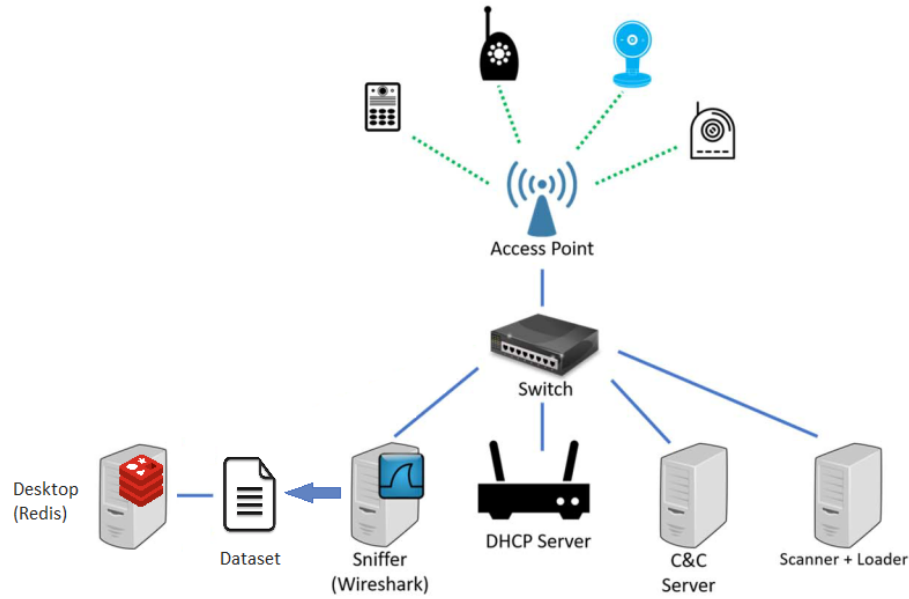 Access Point
Switch
Desktop
(Redis)
Dataset
Sniffer
(Wireshark)
DHCP Server
C&C
Server
Scanner + Loader